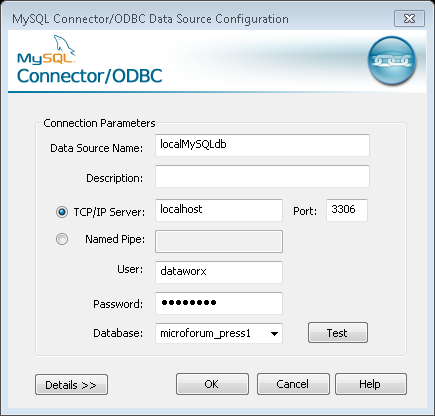 MySQL Connector/ODBC Data Source Configuration
MySQL
Connector/ODBC
Connection Parameters
Data Source Name: localMySQLdb
Description:
TCP/IP Server: localhost Port: 3306
Named Pipe:
User: dataworx
Password: ●●●●●●●●
Database: microforum_press1 Test
Details >> OK Cancel Help